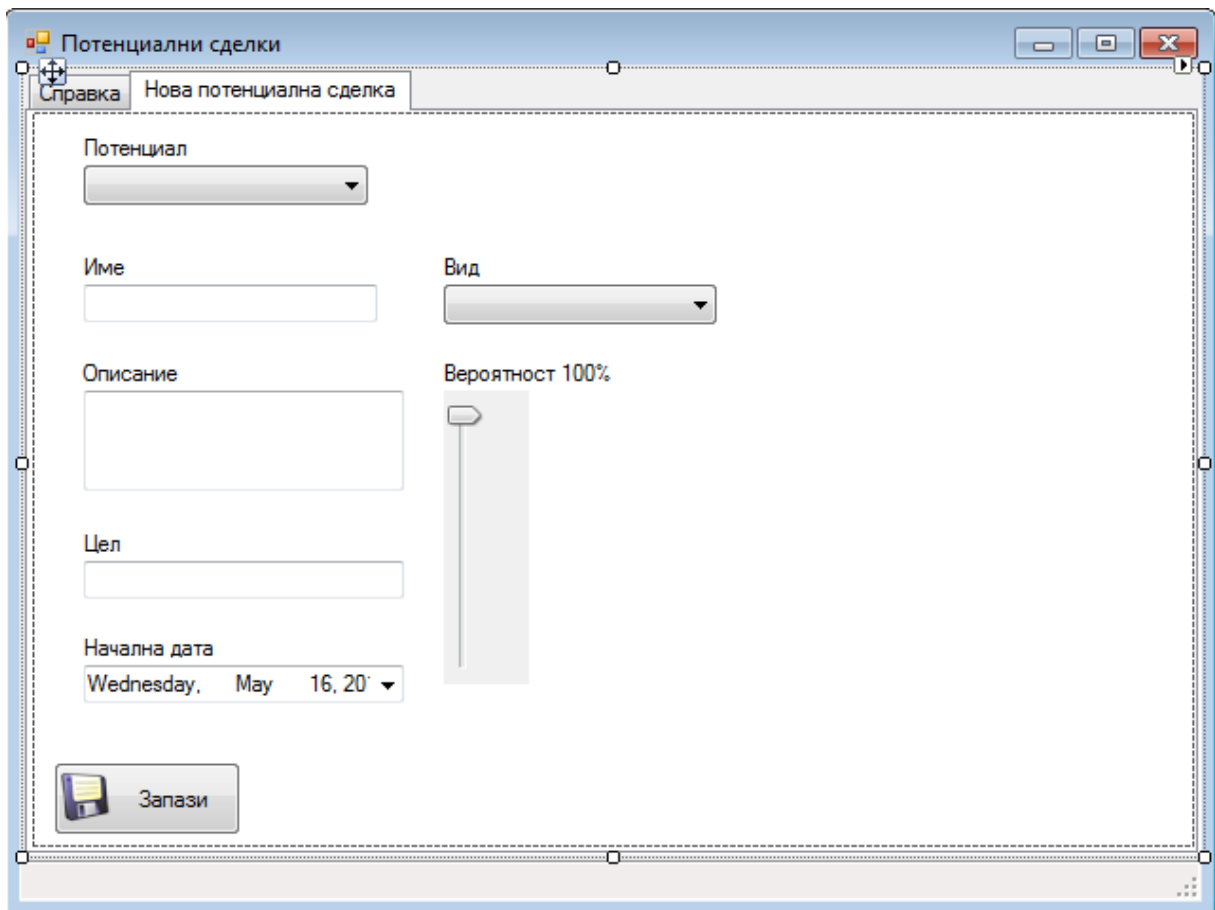 Потенциални сделки
Справка
Нова потенциална сделка
Потенциал
Име
Вид
Описание
Вероятност 100%
Цел
Начална дата
Wednesday, May 16, 20
Запази